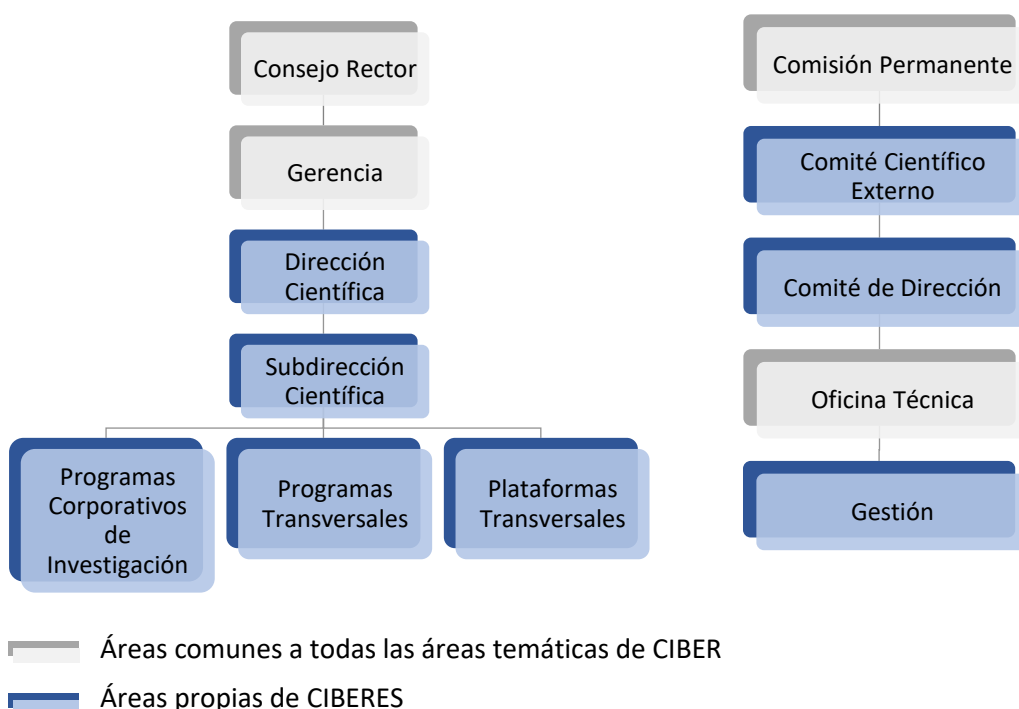 Consejo Rector
Gerencia
Dirección
Científica
Subdirección
Científica
Programas
Corporativos
de
Investigación
Programas
Transversales
Plataformas
Transversales
Comisión Permanente
Comité Científico
Externo
Comité de Dirección
Oficina Técnica
Gestión
Áreas comunes a todas las áreas temáticas de CIBER
Áreas propias de CIBERES